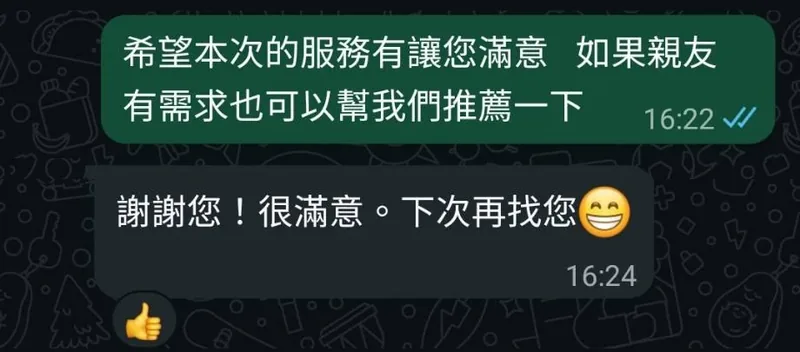 希望本次的服務有讓您滿意 如果親友
有需求也可以幫我們推薦一下
16:22
謝謝您！很滿意。下次再找您😁
16:24
👍